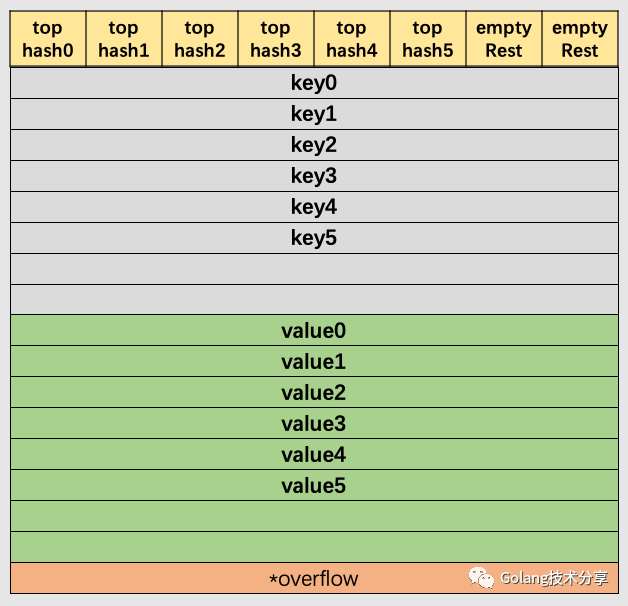 top top top top top top empty empty
hash0 hash1 hash2 hash3 hash4 hash5 Rest Rest
key0
key1
key2
key3
key4
key5
value0
value1
value2
value3
value4
value5
*overflow
Golang技术分享